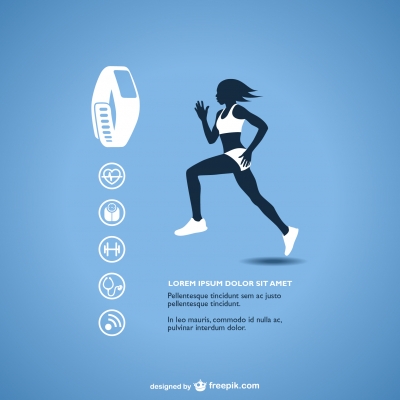 LOREM IPSUM DOLOR SIT AMET
Pellentesque tincidunt sem ac justo
pellentesque tincidunt.
In leo mauris, commodo id nulla quis,
pulvinar interdum dolor.
designed by freepik.com